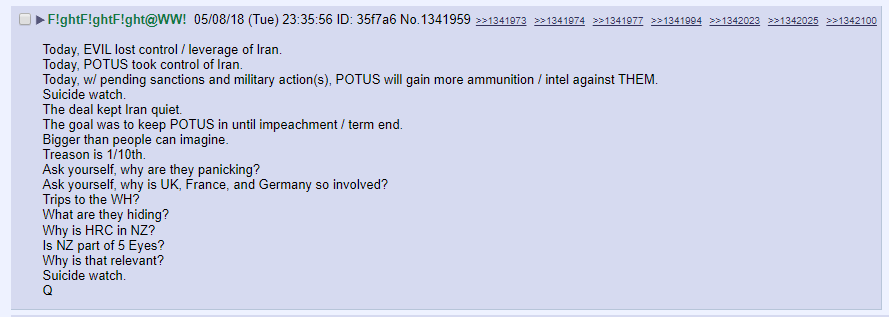 F!ghtF!ghtF!ght@WW! 05/08/18 (Tue) 23:35:56 ID: 35f7a6 No.1341959 >>1341973 >>1341974 >>1341977 >>1341994 >>1342023 >>1342025 >>1342100
Today, EVIL lost control / leverage of Iran.
Today, POTUS took control of Iran.
Today, w/ pending sanctions and military action(s), POTUS will gain more ammunition / intel against THEM.
Suicide watch.
The deal kept Iran quiet.
The goal was to keep POTUS in until impeachment / term end.
Bigger than people can imagine.
Treason is 1/10th.
Ask yourself, why are they panicking?
Ask yourself, why is UK, France, and Germany so involved?
Trips to the WH?
What are they hiding?
Why is HRC in NZ?
Is NZ part of 5 Eyes?
Why is that relevant?
Suicide watch.
Q